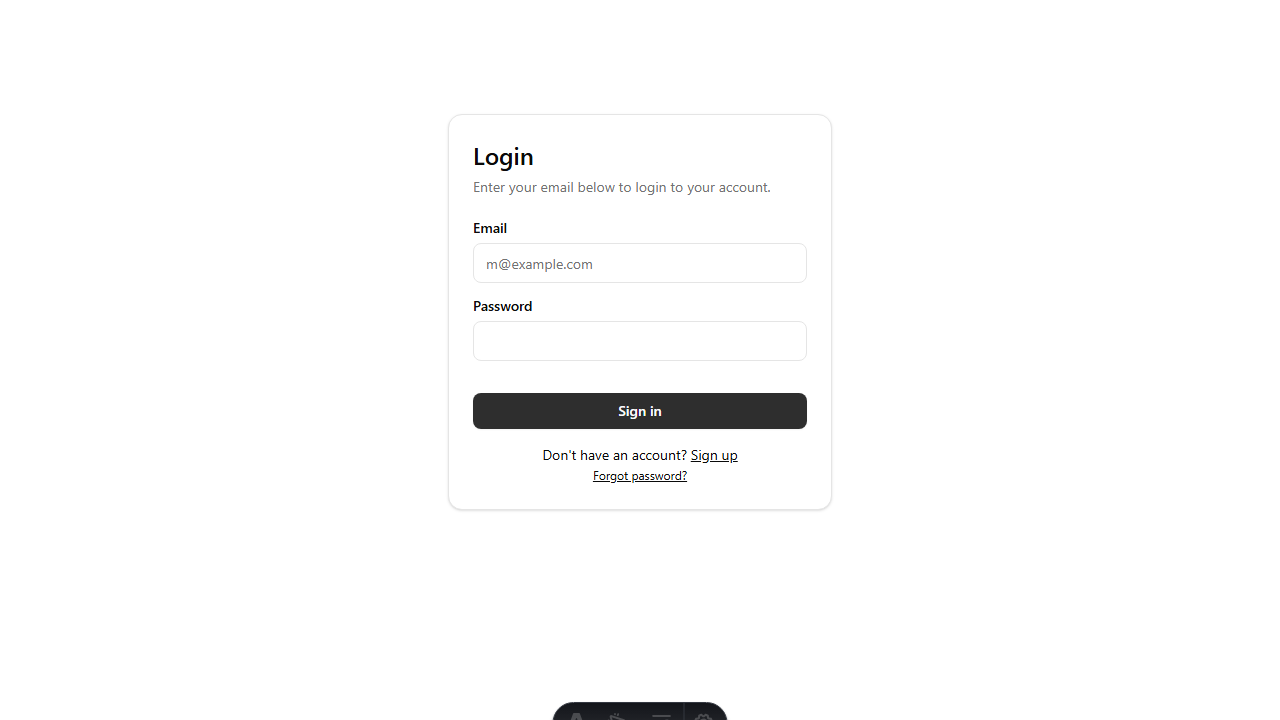 Login
Enter your email below to login to your account.
Email
m@example.com
Password
Sign in
Don't have an account? Sign up
Forgot password?